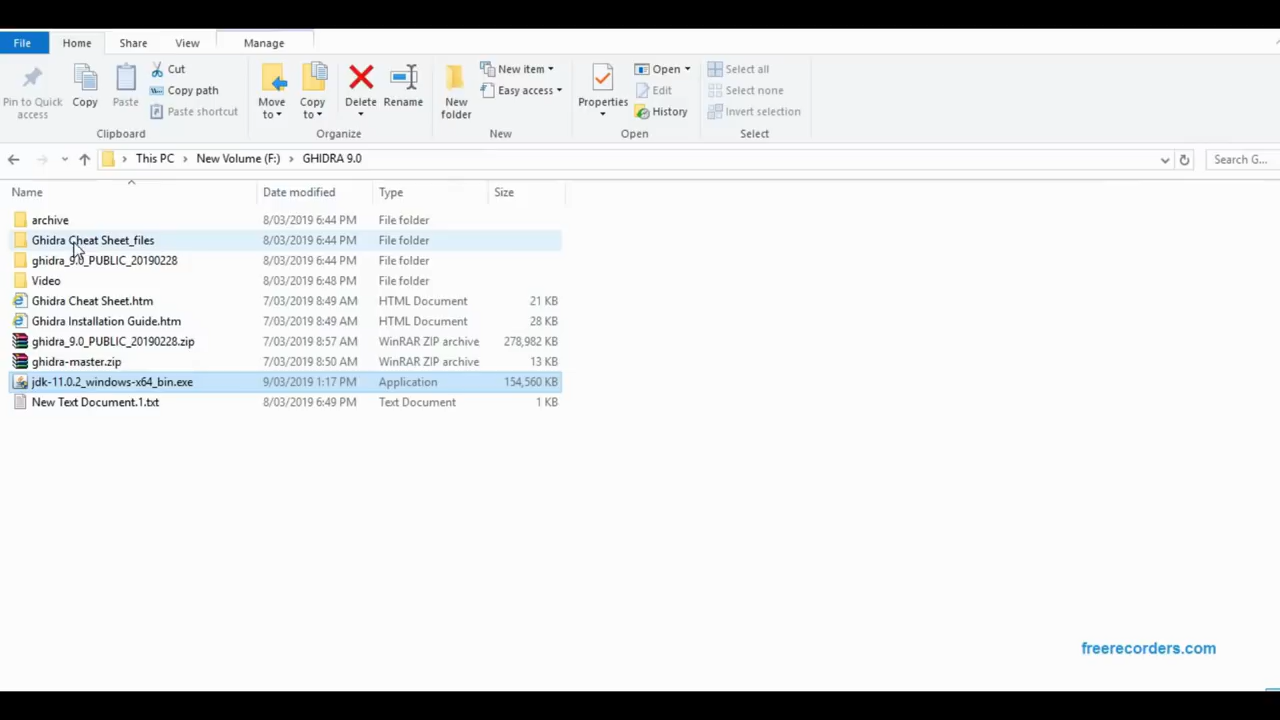 File Home Share View Manage
Pin to Quick access
Copy
Paste
Cut
Copy path
Paste shortcut
Clipboard
Move to
Copy to
Delete
Rename
Organize
New folder
New item
Easy access
New
Properties
Open
Edit
History
Open
Select all
Select none
Invert selection
Select
This PC > New Volume (F:) > GHIDRA 9.0
Search G...
Name Date modified Type Size
archive 8/03/2019 6:44 PM File folder
Ghidra Cheat Sheet_files 8/03/2019 6:44 PM File folder
ghidra_9.0_PUBLIC_20190228 8/03/2019 6:44 PM File folder
Video 8/03/2019 6:48 PM File folder
Ghidra Cheat Sheet.htm 7/03/2019 8:49 AM HTML Document 21 KB
Ghidra Installation Guide.htm 7/03/2019 8:49 AM HTML Document 28 KB
ghidra_9.0_PUBLIC_20190228.zip 7/03/2019 8:57 AM WinRAR ZIP archive 278,982 KB
ghidra-master.zip 7/03/2019 8:50 AM WinRAR ZIP archive 13 KB
jdk-11.0.2_windows-x64_bin.exe 9/03/2019 1:17 PM Application 154,560 KB
New Text Document.1.txt 8/03/2019 6:49 PM Text Document 1 KB
freerecorders.com